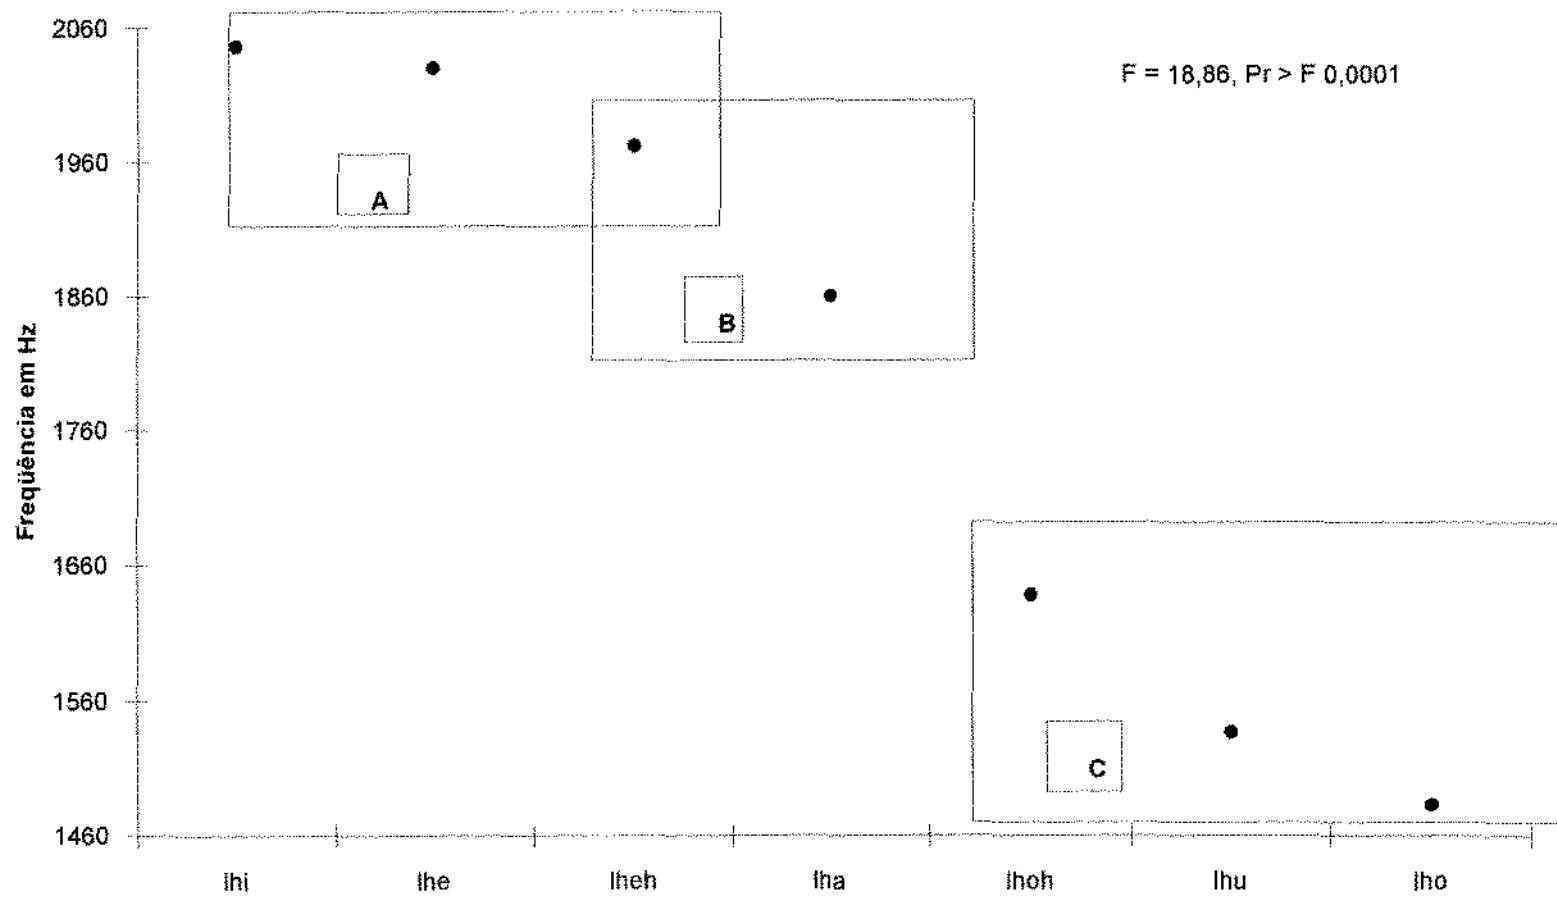 2060
F = 18,86, Pr > F 0,0001
1960
A
1860
B
1760
1660
1560
C
1460
Freqüência em Hz
lhi lhe lheh lha lhoh lhu lho